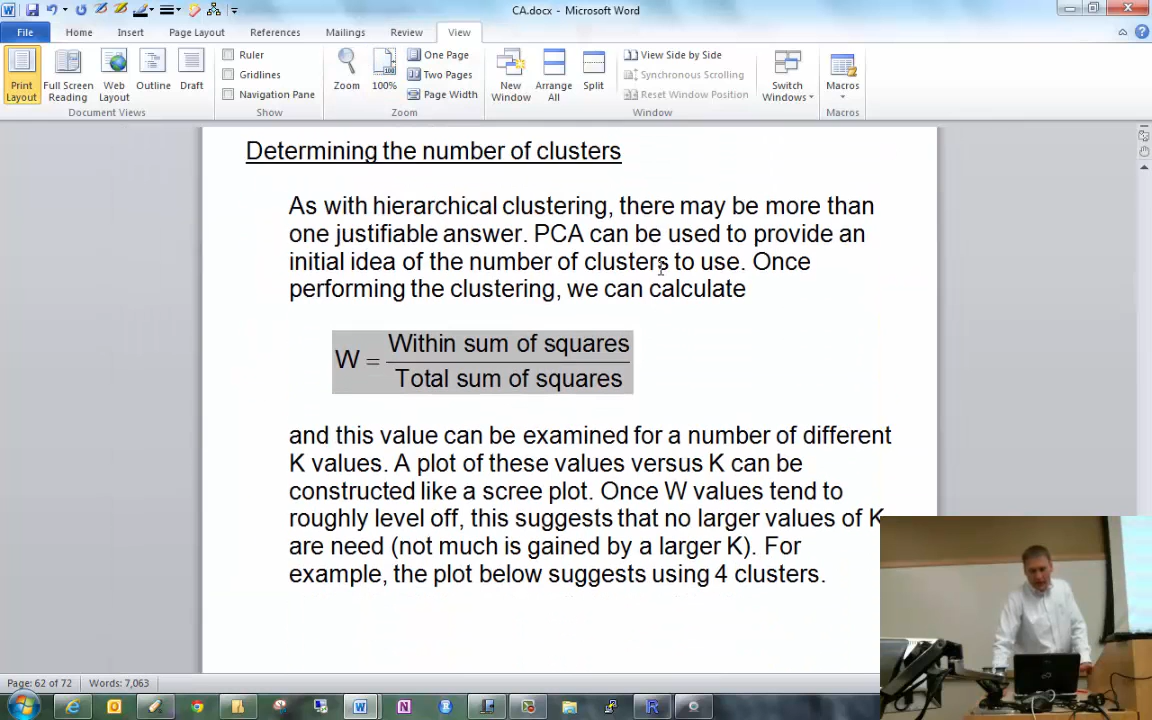 CA.docx - Microsoft Word
File Home Insert Page Layout References Mailings Review View
Print Layout
Full Screen Reading
Web Layout
Outline
Draft
Document Views
Ruler
Gridlines
Navigation Pane
Show
Zoom
100%
One Page
Two Pages
Page Width
Zoom
New Window
Arrange All
Split
View Side by Side
Synchronous Scrolling
Reset Window Position
Window
Switch Windows
Macros
Macros
Determining the number of clusters
As with hierarchical clustering, there may be more than
one justifiable answer. PCA can be used to provide an
initial idea of the number of clusters to use. Once
performing the clustering, we can calculate
W = Within sum of squares
Total sum of squares
and this value can be examined for a number of different
K values. A plot of these values versus K can be
constructed like a scree plot. Once W values tend to
roughly level off, this suggests that no larger values of K
are need (not much is gained by a larger K). For
example, the plot below suggests using 4 clusters.
Page: 62 of 72 Words: 7,063